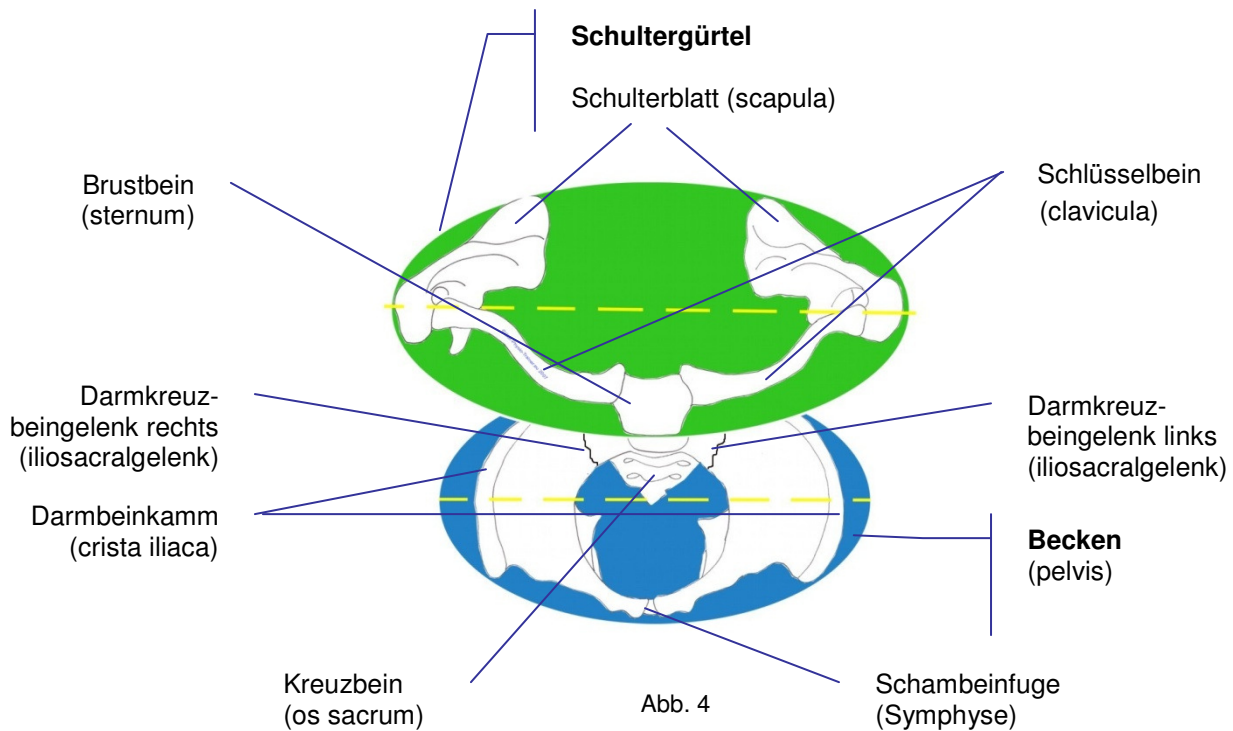 Schultergürtel
Schulterblatt (scapula)
Brustbein
(sternum)
Schlüsselbein
(clavicula)
Darmkreuz-
beingelenk rechts
(iliosacralgelenk)
Darmkreuz-
beingelenk links
(iliosacralgelenk)
Darmbeinkamm
(crista iliaca)
Becken
(pelvis)
Kreuzbein
(os sacrum)
Abb. 4
Schambeinfuge
(Symphyse)